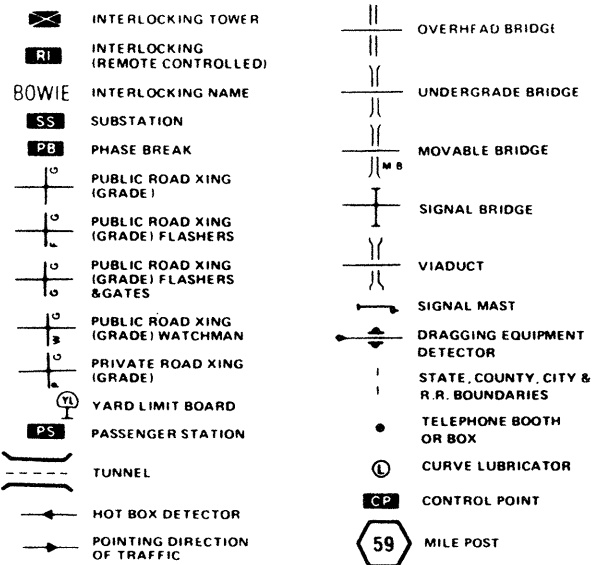 INTERLOCKING TOWER
RI INTERLOCKING
(REMOTE CONTROLLED)
BOWIE INTERLOCKING NAME
SS SUBSTATION
PB PHASE BREAK
G
PUBLIC ROAD XING
(GRADE)
G
F
PUBLIC ROAD XING
(GRADE) FLASHERS
G
G
PUBLIC ROAD XING
(GRADE) FLASHERS
&GATES
G
W
PUBLIC ROAD XING
(GRADE) WATCHMAN
G
P
PRIVATE ROAD XING
(GRADE)
YL YARD LIMIT BOARD
PS PASSENGER STATION
TUNNEL
HOT BOX DETECTOR
POINTING DIRECTION
OF TRAFFIC
OVERHEAD BRIDGE
UNDERGRADE BRIDGE
MOVABLE BRIDGE
M B
SIGNAL BRIDGE
VIADUCT
SIGNAL MAST
DRAGGING EQUIPMENT
DETECTOR
STATE, COUNTY, CITY &
R.R. BOUNDARIES
TELEPHONE BOOTH
OR BOX
L CURVE LUBRICATOR
CP CONTROL POINT
59 MILE POST